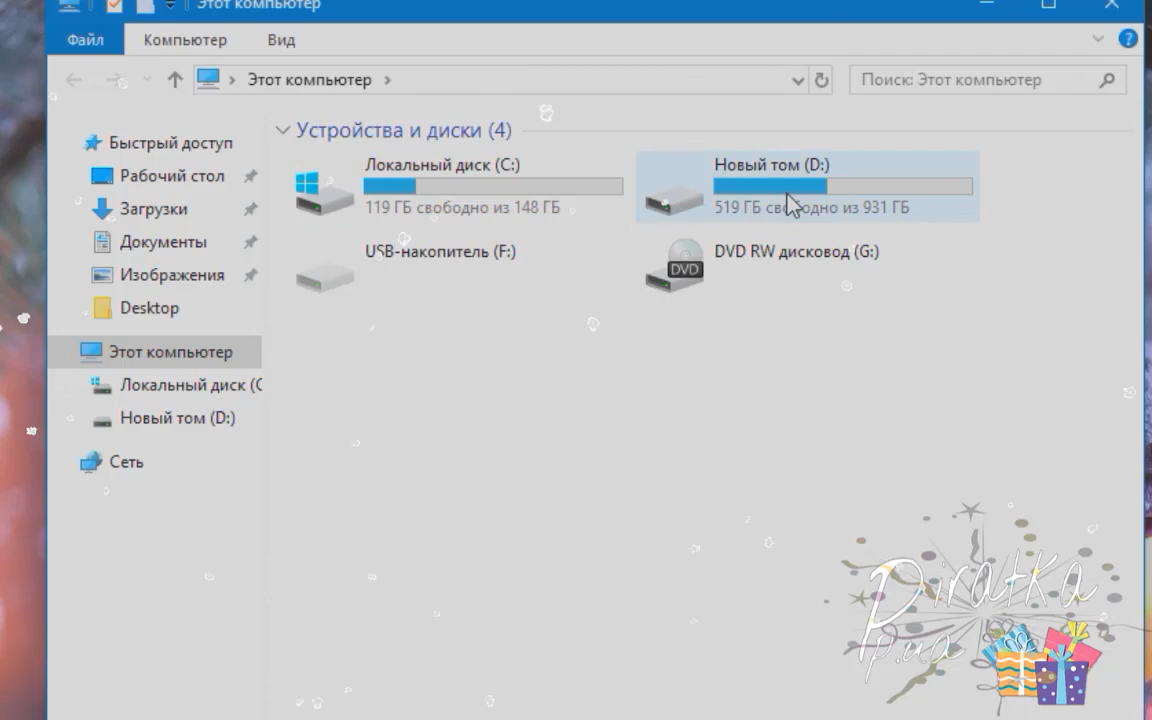 Этот компьютер
Файл Компьютер Вид
Этот компьютер
Поиск: Этот компьютер
Быстрый доступ
Рабочий стол
Загрузки
Документы
Изображения
Desktop
Этот компьютер
Локальный диск (C
Новый том (D:)
Сеть
Устройства и диски (4)
Локальный диск (C:)
119 ГБ свободно из 148 ГБ
Новый том (D:)
519 ГБ свободно из 931 ГБ
USB-накопитель (F:)
DVD RW дисковод (G:)
DVD
Piratka
p.ua